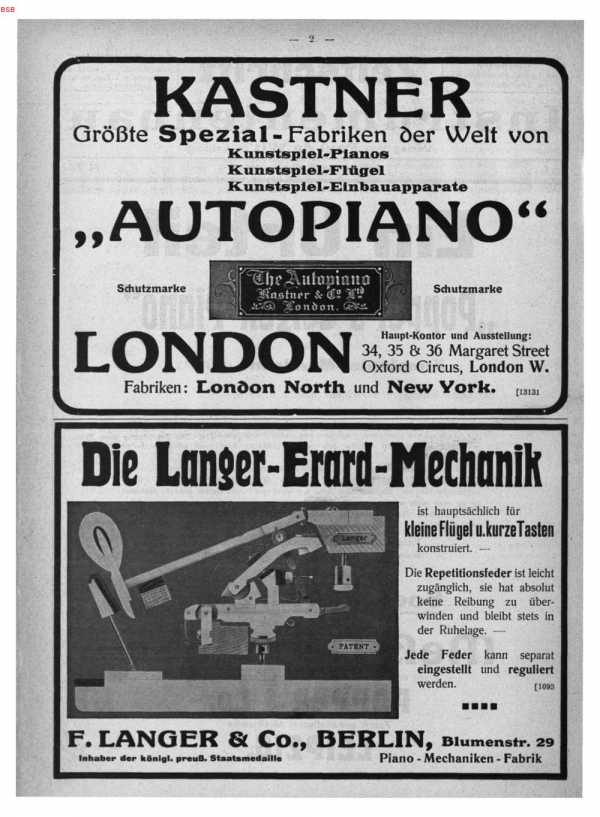 BSB
— 2 —
KASTNER
Größte Spezial-Fabriken der Welt von
Kunstspiel-Pianos
Kunstspiel-Flügel
Kunstspiel-Einbauapparate
„AUTOPIANO“
Schutzmarke
The Autopiano
Kastner & Co Ltd
London.
Schutzmarke
LONDON
Haupt-Kontor und Ausstellung:
34, 35 & 36 Margaret Street
Oxford Circus, London W.
Fabriken: London North und New York.
[13131
Die Langer-Erard-Mechanik
Langer
PATENT
ist hauptsächlich für
kleine Flügel u. kurze Tasten
konstruiert. —
Die Repetitionsfeder ist leicht
zugänglich, sie hat absolut
keine Reibung zu über-
winden und bleibt stets in
der Ruhelage. —
Jede Feder kann separat
eingestellt und reguliert
werden. [1693
F. LANGER & Co., BERLIN, Blumenstr. 29
Inhaber der königl. preuß. Staatsmedaille
Piano-Mechaniken-Fabrik